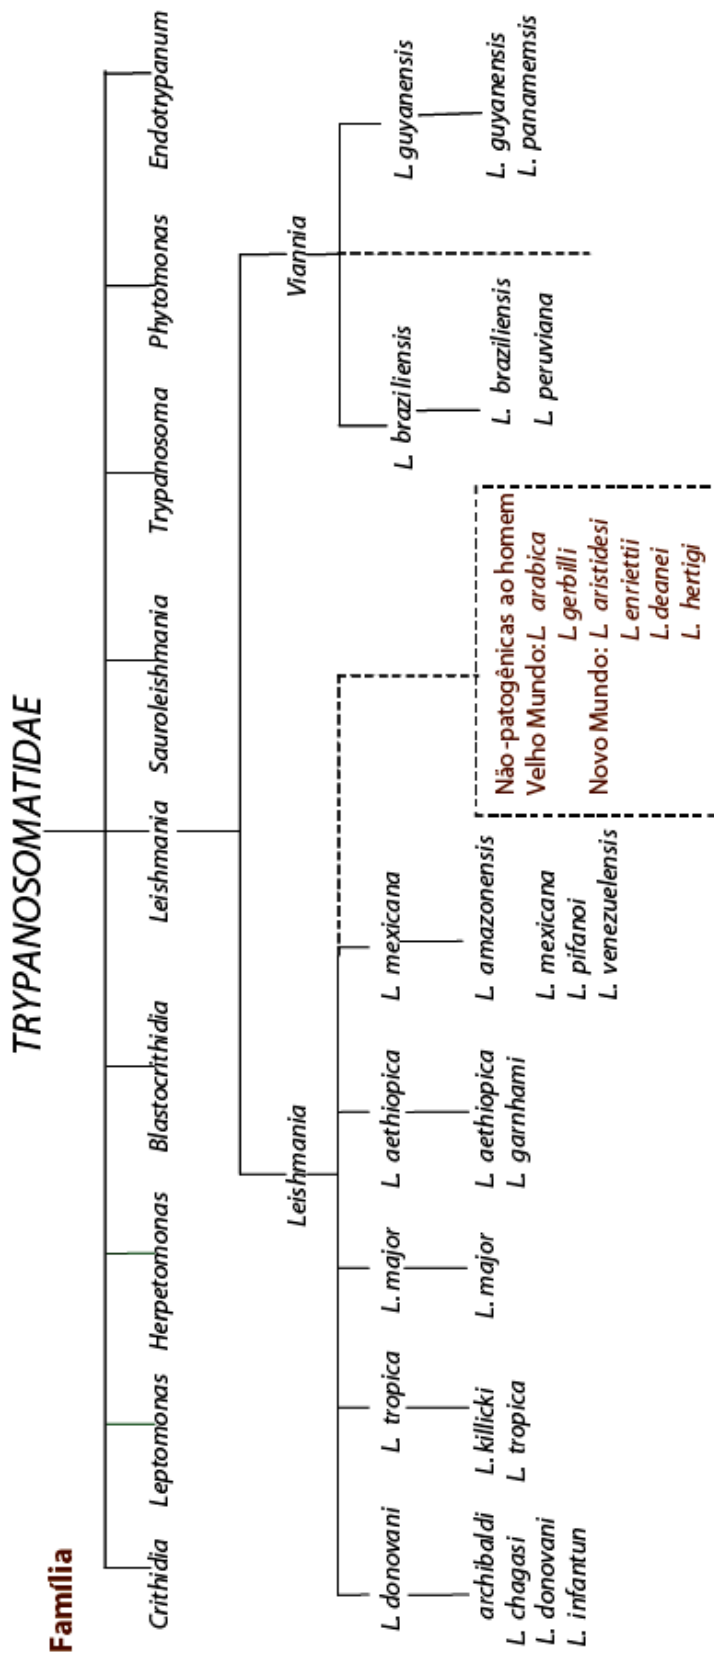 TRYPANOSOMATIDAE
Família
Crithidia Leptomonas Herpetomonas Blastocrithidia Leishmania Sauroleishmania Trypanosoma Phytomonas Endotrypanum
Leishmania Viannia
L. donovani L. tropica L. major L. aethiopica L. mexicana L. braziliensis L guyanensis
archibaldi
L. chagasi
L. donovani
L. infantun
L. killicki
L. tropica
L. major
L. aethiopica
L. garnhami
L. amazonensis
L. mexicana
L. pifanoi
L. venezuelensis
Não-patogênicas ao homem
Velho Mundo: L. arabica
L gerbilli
Novo Mundo: L. aristidesi
L enriettii
L. deanei
L. hertigi
L. braziliensis
L. peruviana
L. guyanensis
L. panamemsis